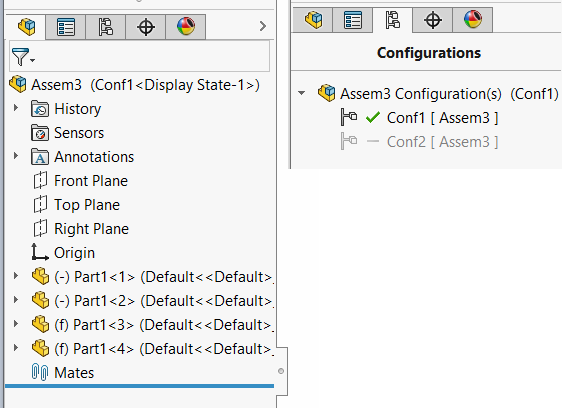 Assem3 (Conf1<Display State-1>)
History
Sensors
Annotations
Front Plane
Top Plane
Right Plane
Origin
(-) Part1<1> (Default<<Default>_
(-) Part1<2> (Default<<Default>_
(f) Part1<3> (Default<<Default>_
(f) Part1<4> (Default<<Default>_
Mates
Configurations
Assem3 Configuration(s) (Conf1)
Conf1 [ Assem3 ]
Conf2 [ Assem3 ]